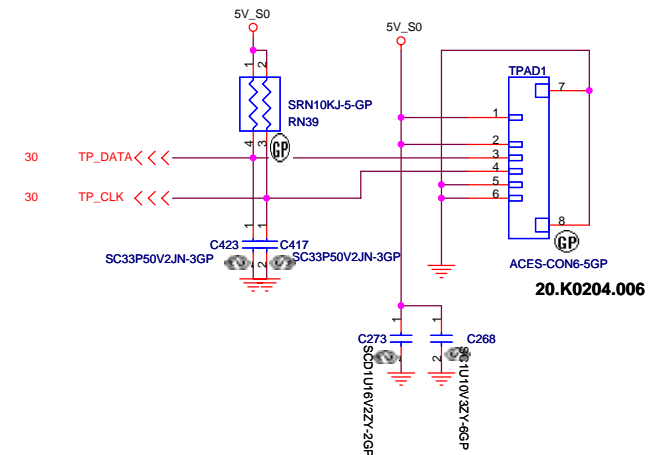 5V_S0
5V_S0
TPAD1
7
1 2
SRN10KJ-5-GP
RN39
1
2
4 3
GP
30 TP_DATA
3
4
30 TP_CLK
5
6
8
1 1
C423 C417
GP
SC33P50V2JN-3GP
SC33P50V2JN-3GP
2 2
ACES-CON6-5GP
20.K0204.006
1 1
C273 C268
2 2
SCD1U16V2ZY-2GP
SC1U10V3ZY-6GP